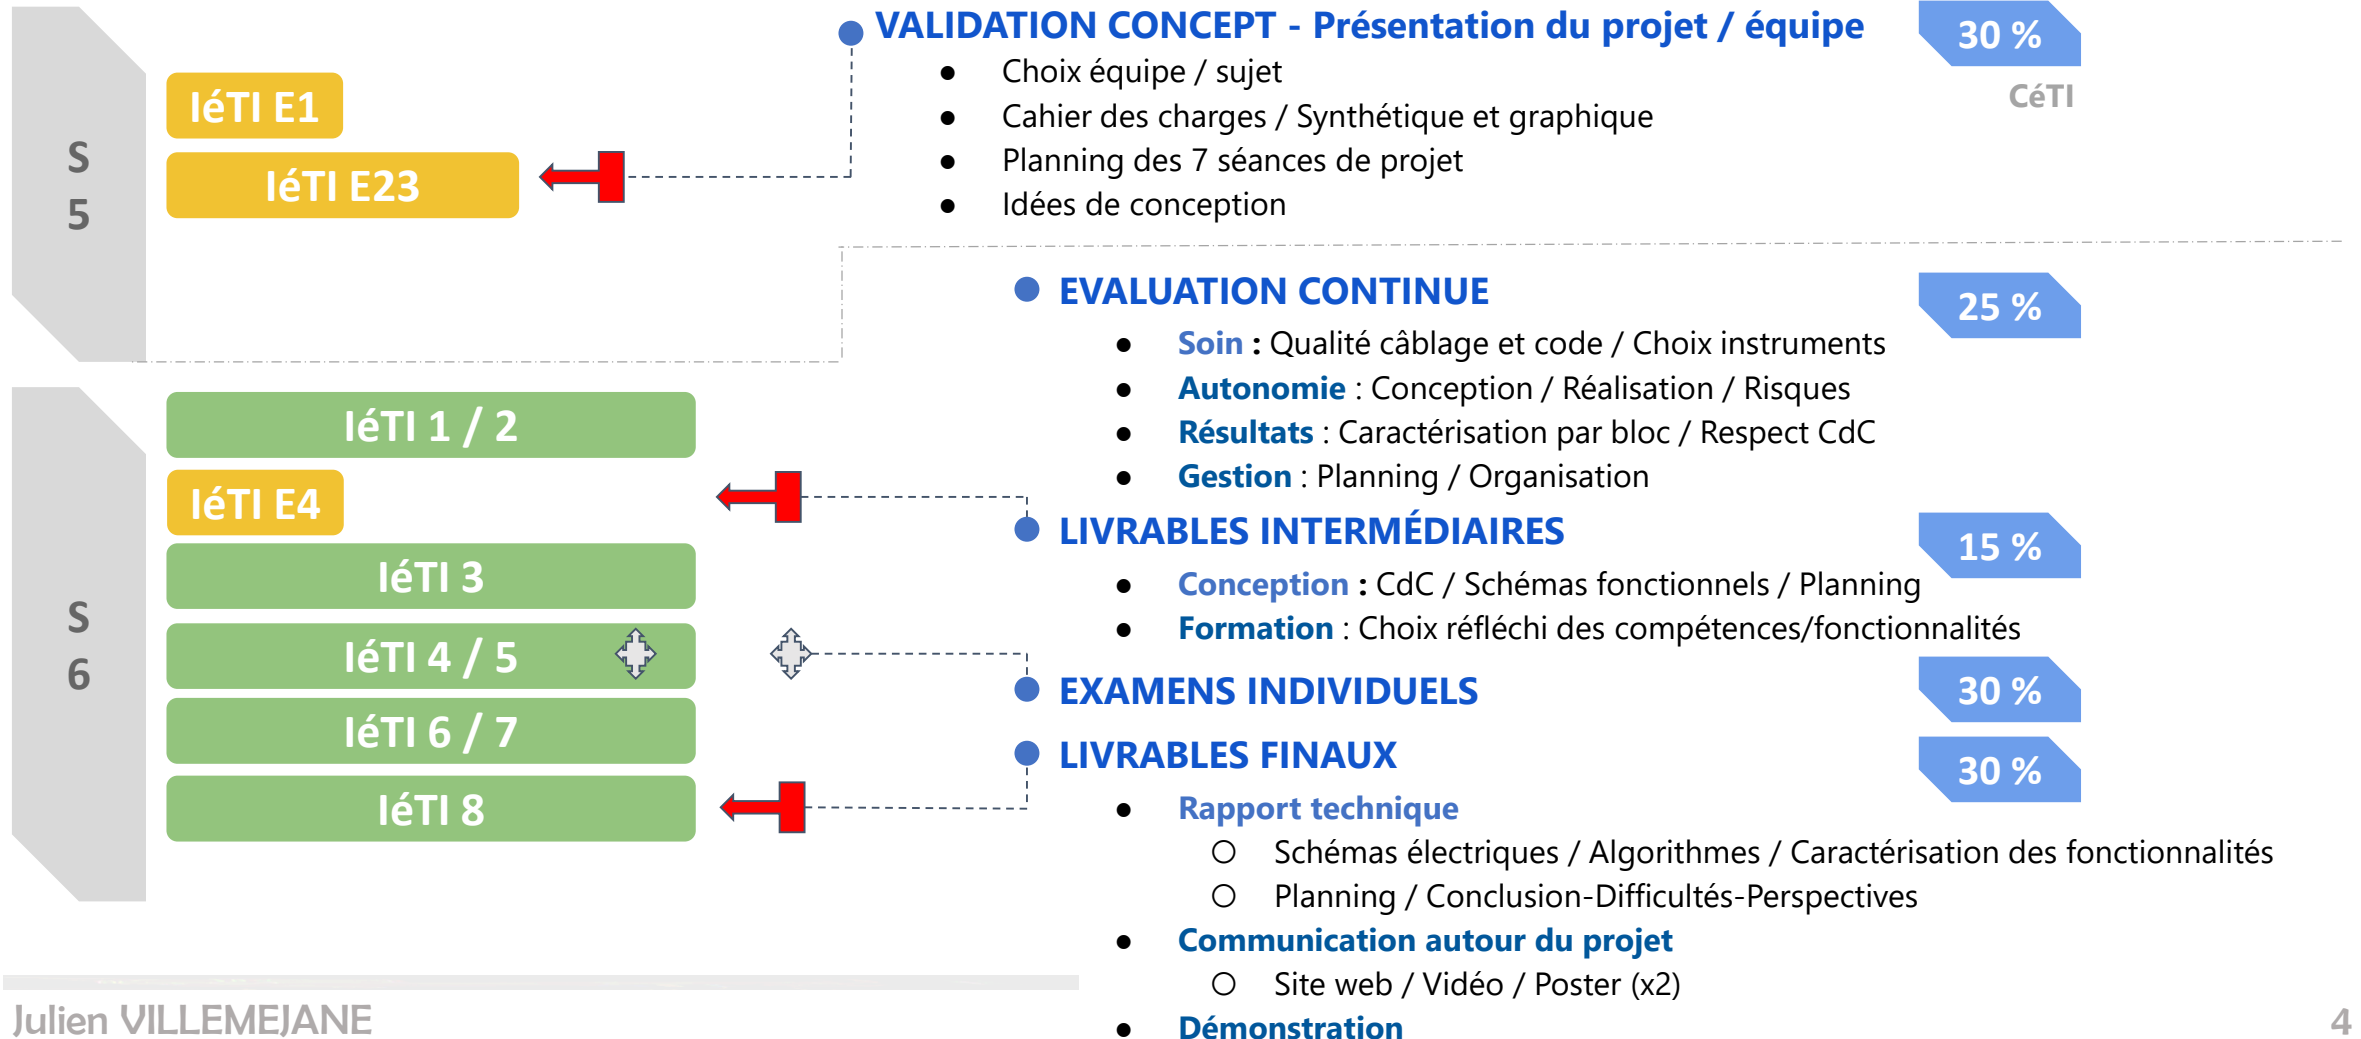 VALIDATION CONCEPT - Présentation du projet / équipe
30 %
CéTI
● Choix équipe / sujet
● Cahier des charges / Synthétique et graphique
● Planning des 7 séances de projet
● Idées de conception
S
5
IéTI E1
IéTI E23
EVALUATION CONTINUE
25 %
● Soin : Qualité câblage et code / Choix instruments
● Autonomie : Conception / Réalisation / Risques
● Résultats : Caractérisation par bloc / Respect CdC
● Gestion : Planning / Organisation
S
6
IéTI 1 / 2
IéTI E4
IéTI 3
IéTI 4 / 5
IéTI 6 / 7
IéTI 8
LIVRABLES INTERMÉDIAIRES
15 %
● Conception : CdC / Schémas fonctionnels / Planning
● Formation : Choix réfléchi des compétences/fonctionnalités
EXAMENS INDIVIDUELS
30 %
LIVRABLES FINAUX
30 %
● Rapport technique
○ Schémas électriques / Algorithmes / Caractérisation des fonctionnalités
○ Planning / Conclusion-Difficultés-Perspectives
● Communication autour du projet
○ Site web / Vidéo / Poster (x2)
● Démonstration
Julien VILLEMEJANE
4